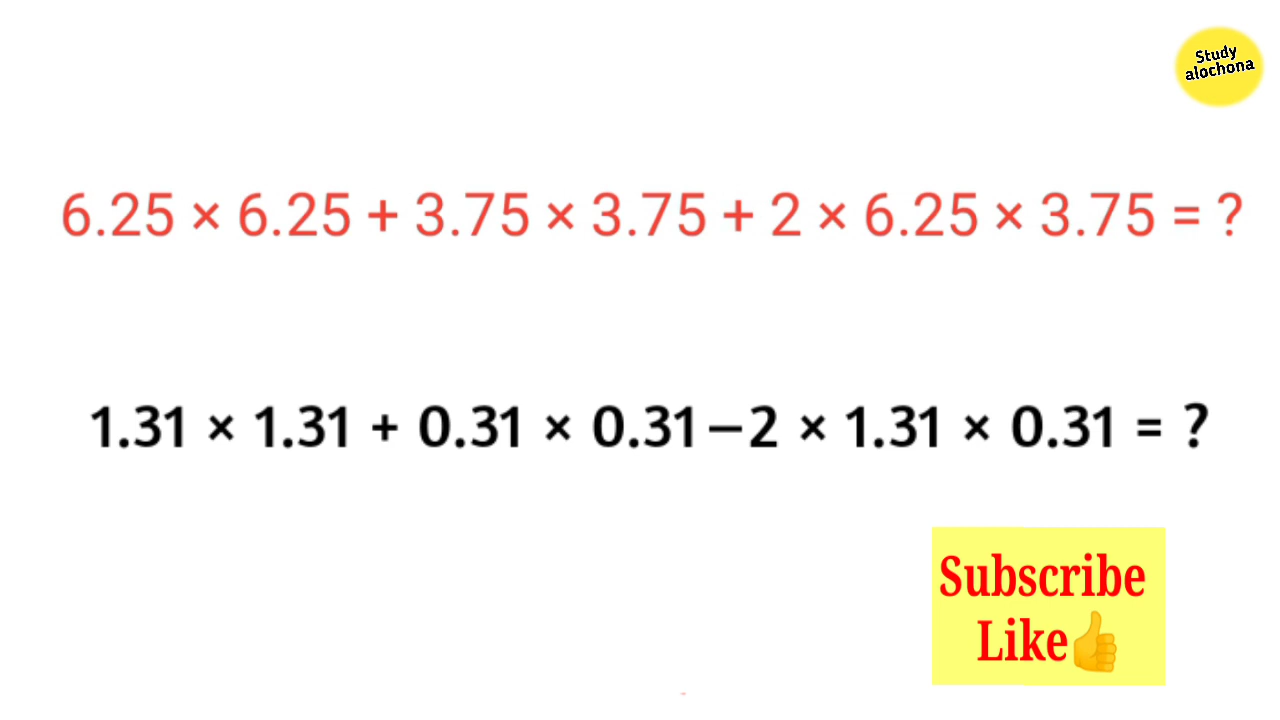 Study
alochona
6.25 × 6.25 + 3.75 × 3.75 + 2 × 6.25 × 3.75 = ?
1.31 × 1.31 + 0.31 × 0.31 – 2 × 1.31 × 0.31 = ?
Subscribe
Like👍